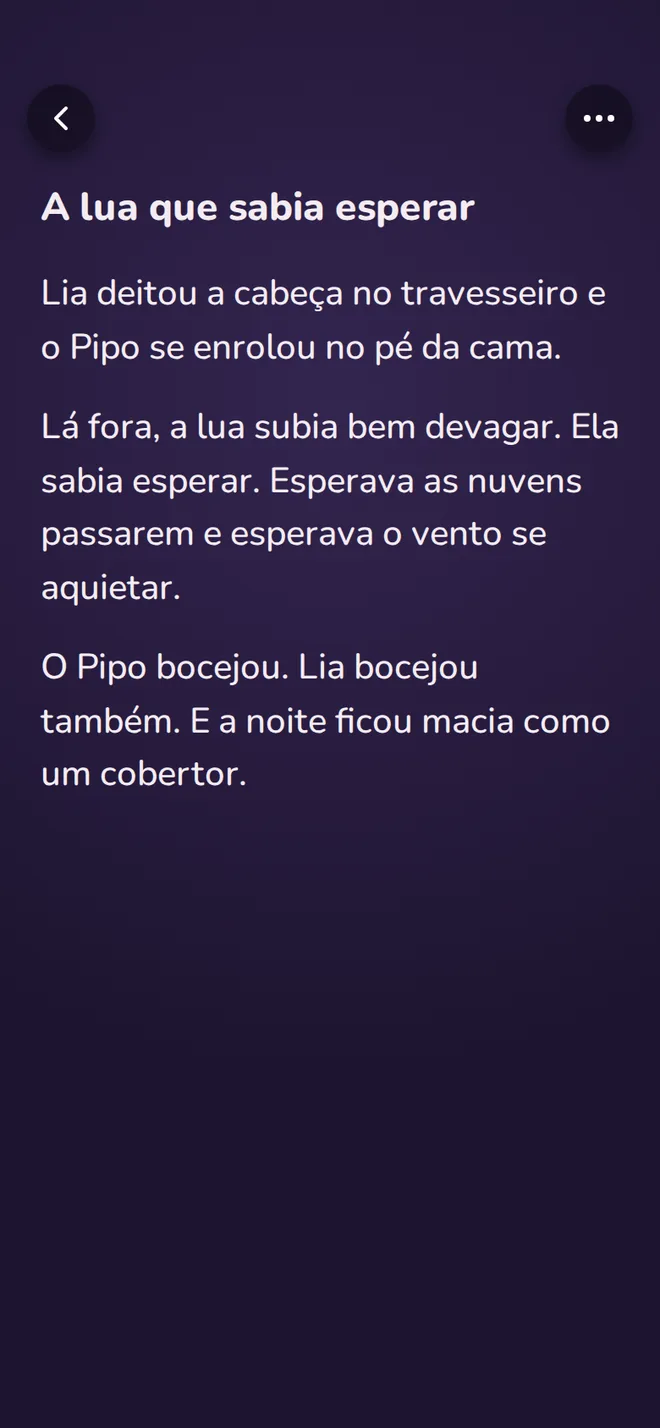 A lua que sabia esperar
Lia deitou a cabeça no travesseiro e
o Pipo se enrolou no pé da cama.
Lá fora, a lua subia bem devagar. Ela
sabia esperar. Esperava as nuvens
passarem e esperava o vento se
aquietar.
O Pipo bocejou. Lia bocejou
também. E a noite ficou macia como
um cobertor.